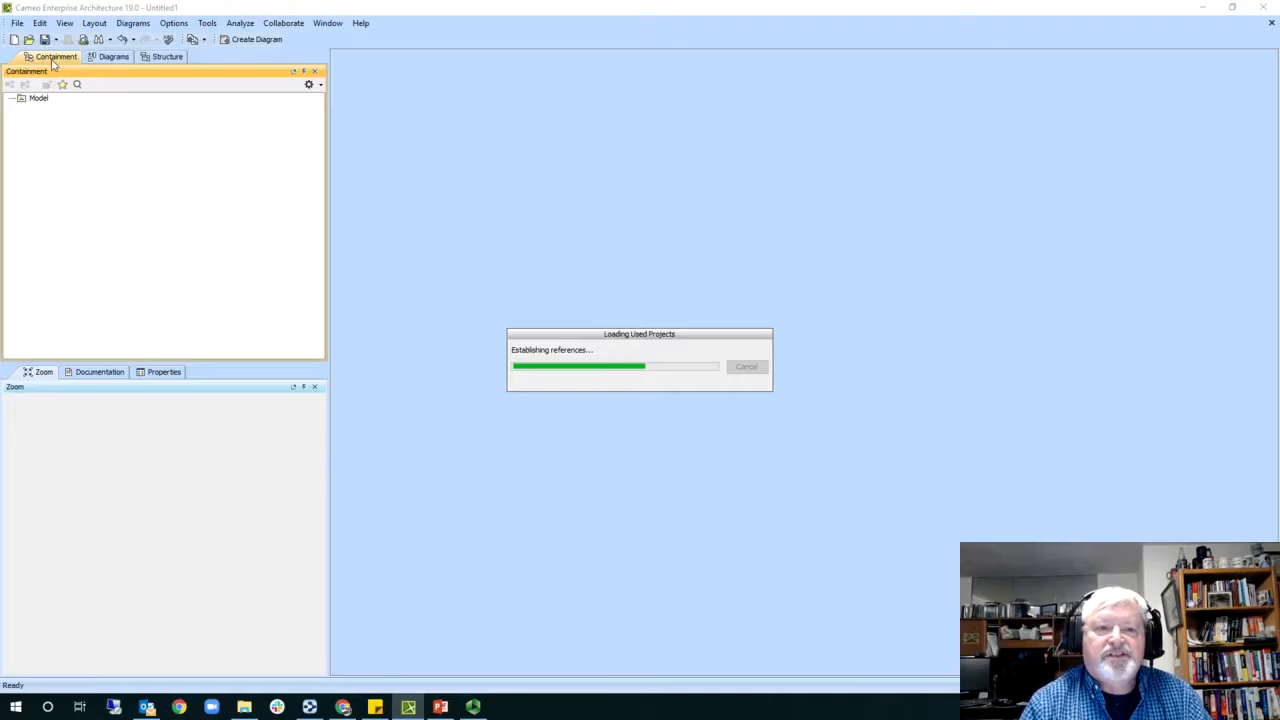 Cameo Enterprise Architecture 19.0 - Untitled1
File Edit View Layout Diagrams Options Tools Analyze Collaborate Window Help
Create Diagram
Containment Diagrams Structure
Containment
Model
Loading Used Projects
Establishing references...
Cancel
Zoom Documentation Properties
Zoom
Ready